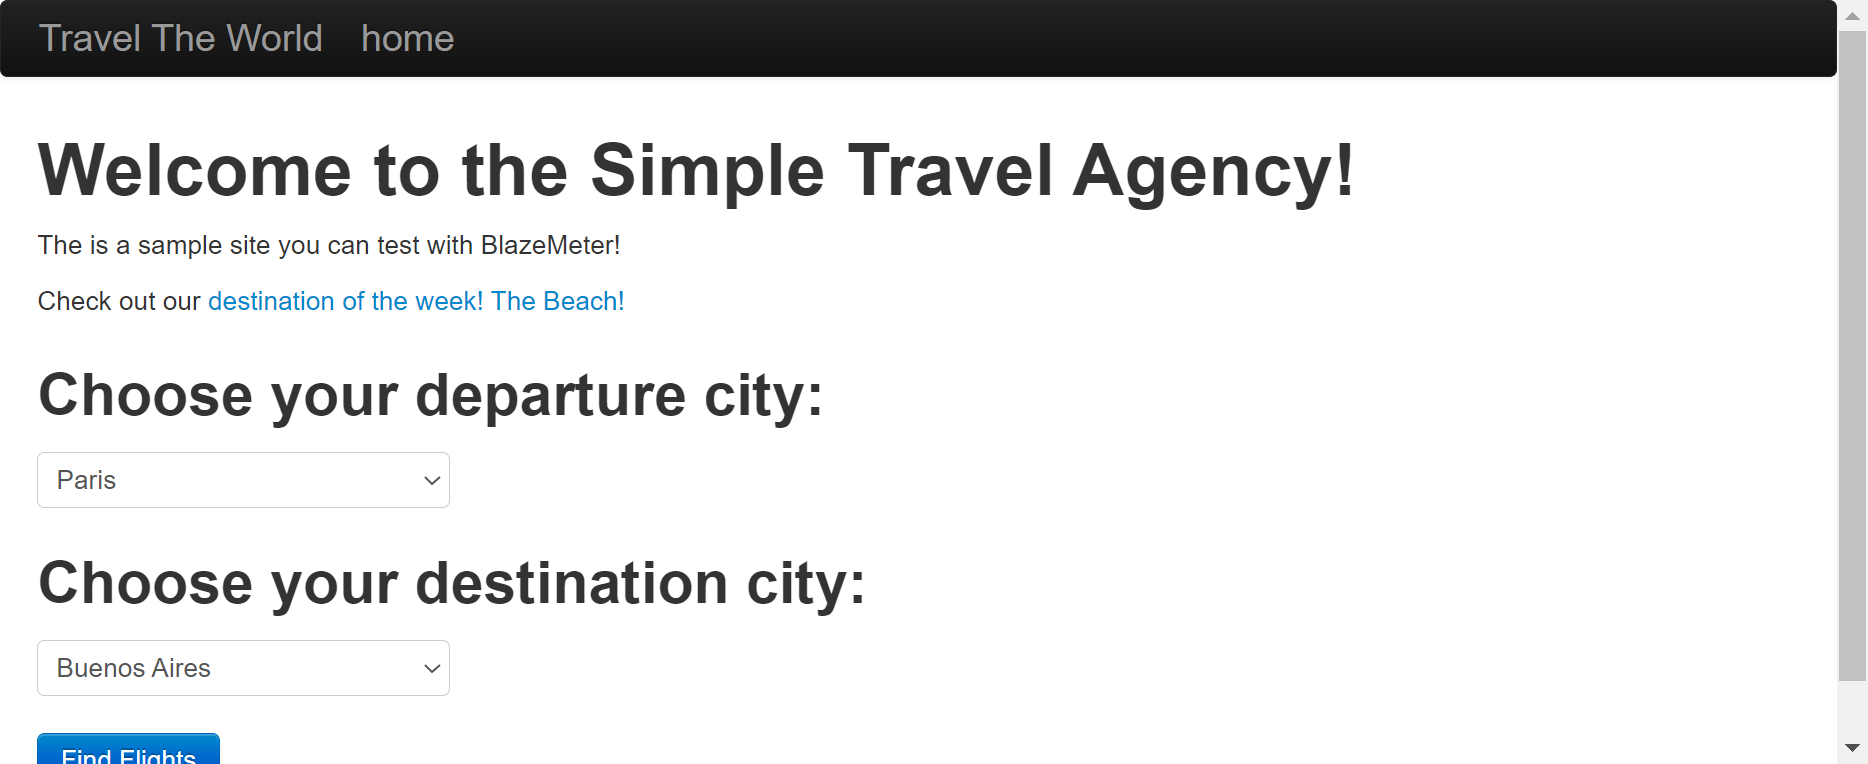 Travel The World home
Welcome to the Simple Travel Agency!
The is a sample site you can test with BlazeMeter!
Check out our destination of the week! The Beach!
Choose your departure city:
Paris
Choose your destination city:
Buenos Aires
Find Flights